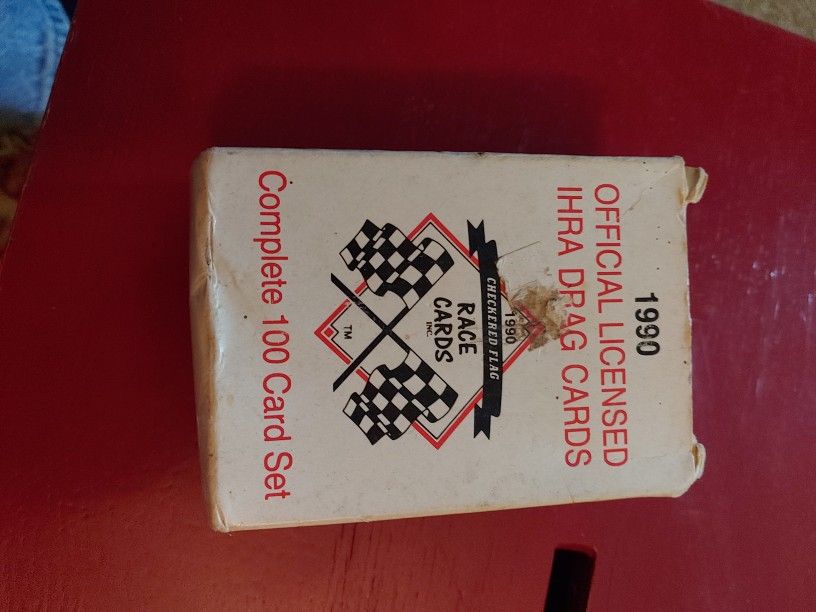 1990
OFFICIAL LICENSED
IHRA DRAG CARDS
1990
CHECKERED FLAG
RACE
CARDS
INC.
TM
Complete 100 Card Set